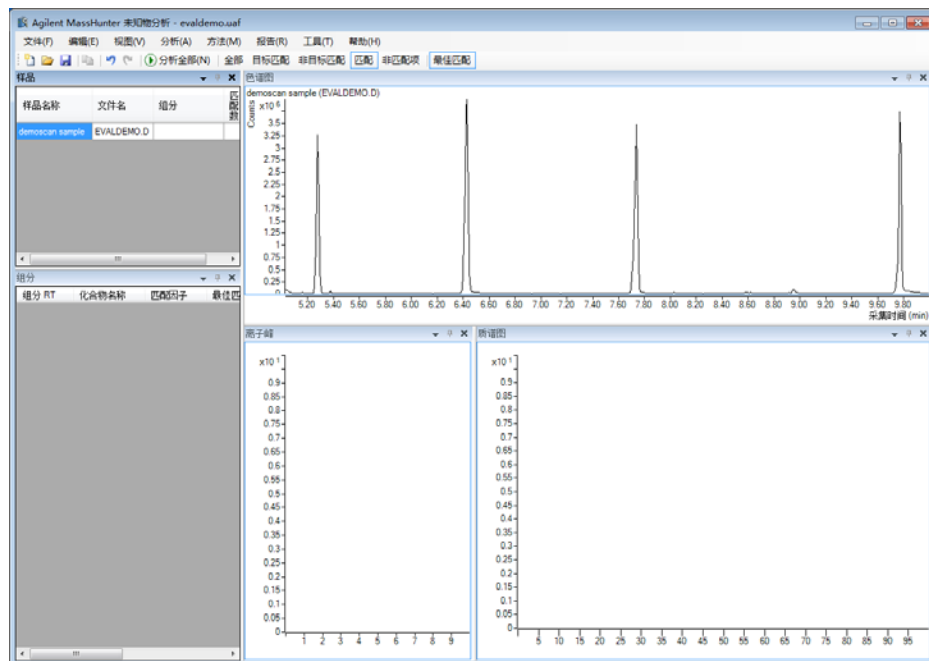 Agilent MassHunter 未知物分析 - evaldemo.uaf
文件(F) 编辑(E) 视图(V) 分析(A) 方法(M) 报告(R) 工具(T) 帮助(H)
分析全部(N) 全部 目标匹配 非目标匹配 匹配 非匹配项 最佳匹配
样品
样品名称 文件名 组分 匹配数
demoscan sample EVALDEMO.D
组分
组分 RT 化合物名称 匹配因子 最佳匹
色谱图
demoscan sample (EVALDEMO.D)
Counts
x10 6
3.75
3.5
3.25
3
2.75
2.5
2.25
2
1.75
1.5
1.25
1
0.75
0.5
0.25
0
5.20 5.40 5.60 5.80 6.00 6.20 6.40 6.60 6.80 7.00 7.20 7.40 7.60 7.80 8.00 8.20 8.40 8.60 8.80 9.00 9.20 9.40 9.60 9.80
采集时间 (min)
离子峰
x10 1
0.9
0.85
0.8
0.75
0.7
0.65
0.6
0.55
0.5
0.45
0.4
0.35
0.3
0.25
0.2
0.15
0.1
0.05
0
1 2 3 4 5 6 7 8 9
质谱图
x10 1
0.9
0.85
0.8
0.75
0.7
0.65
0.6
0.55
0.5
0.45
0.4
0.35
0.3
0.25
0.2
0.15
0.1
0.05
0
5 10 15 20 25 30 35 40 45 50 55 60 65 70 75 80 85 90 95